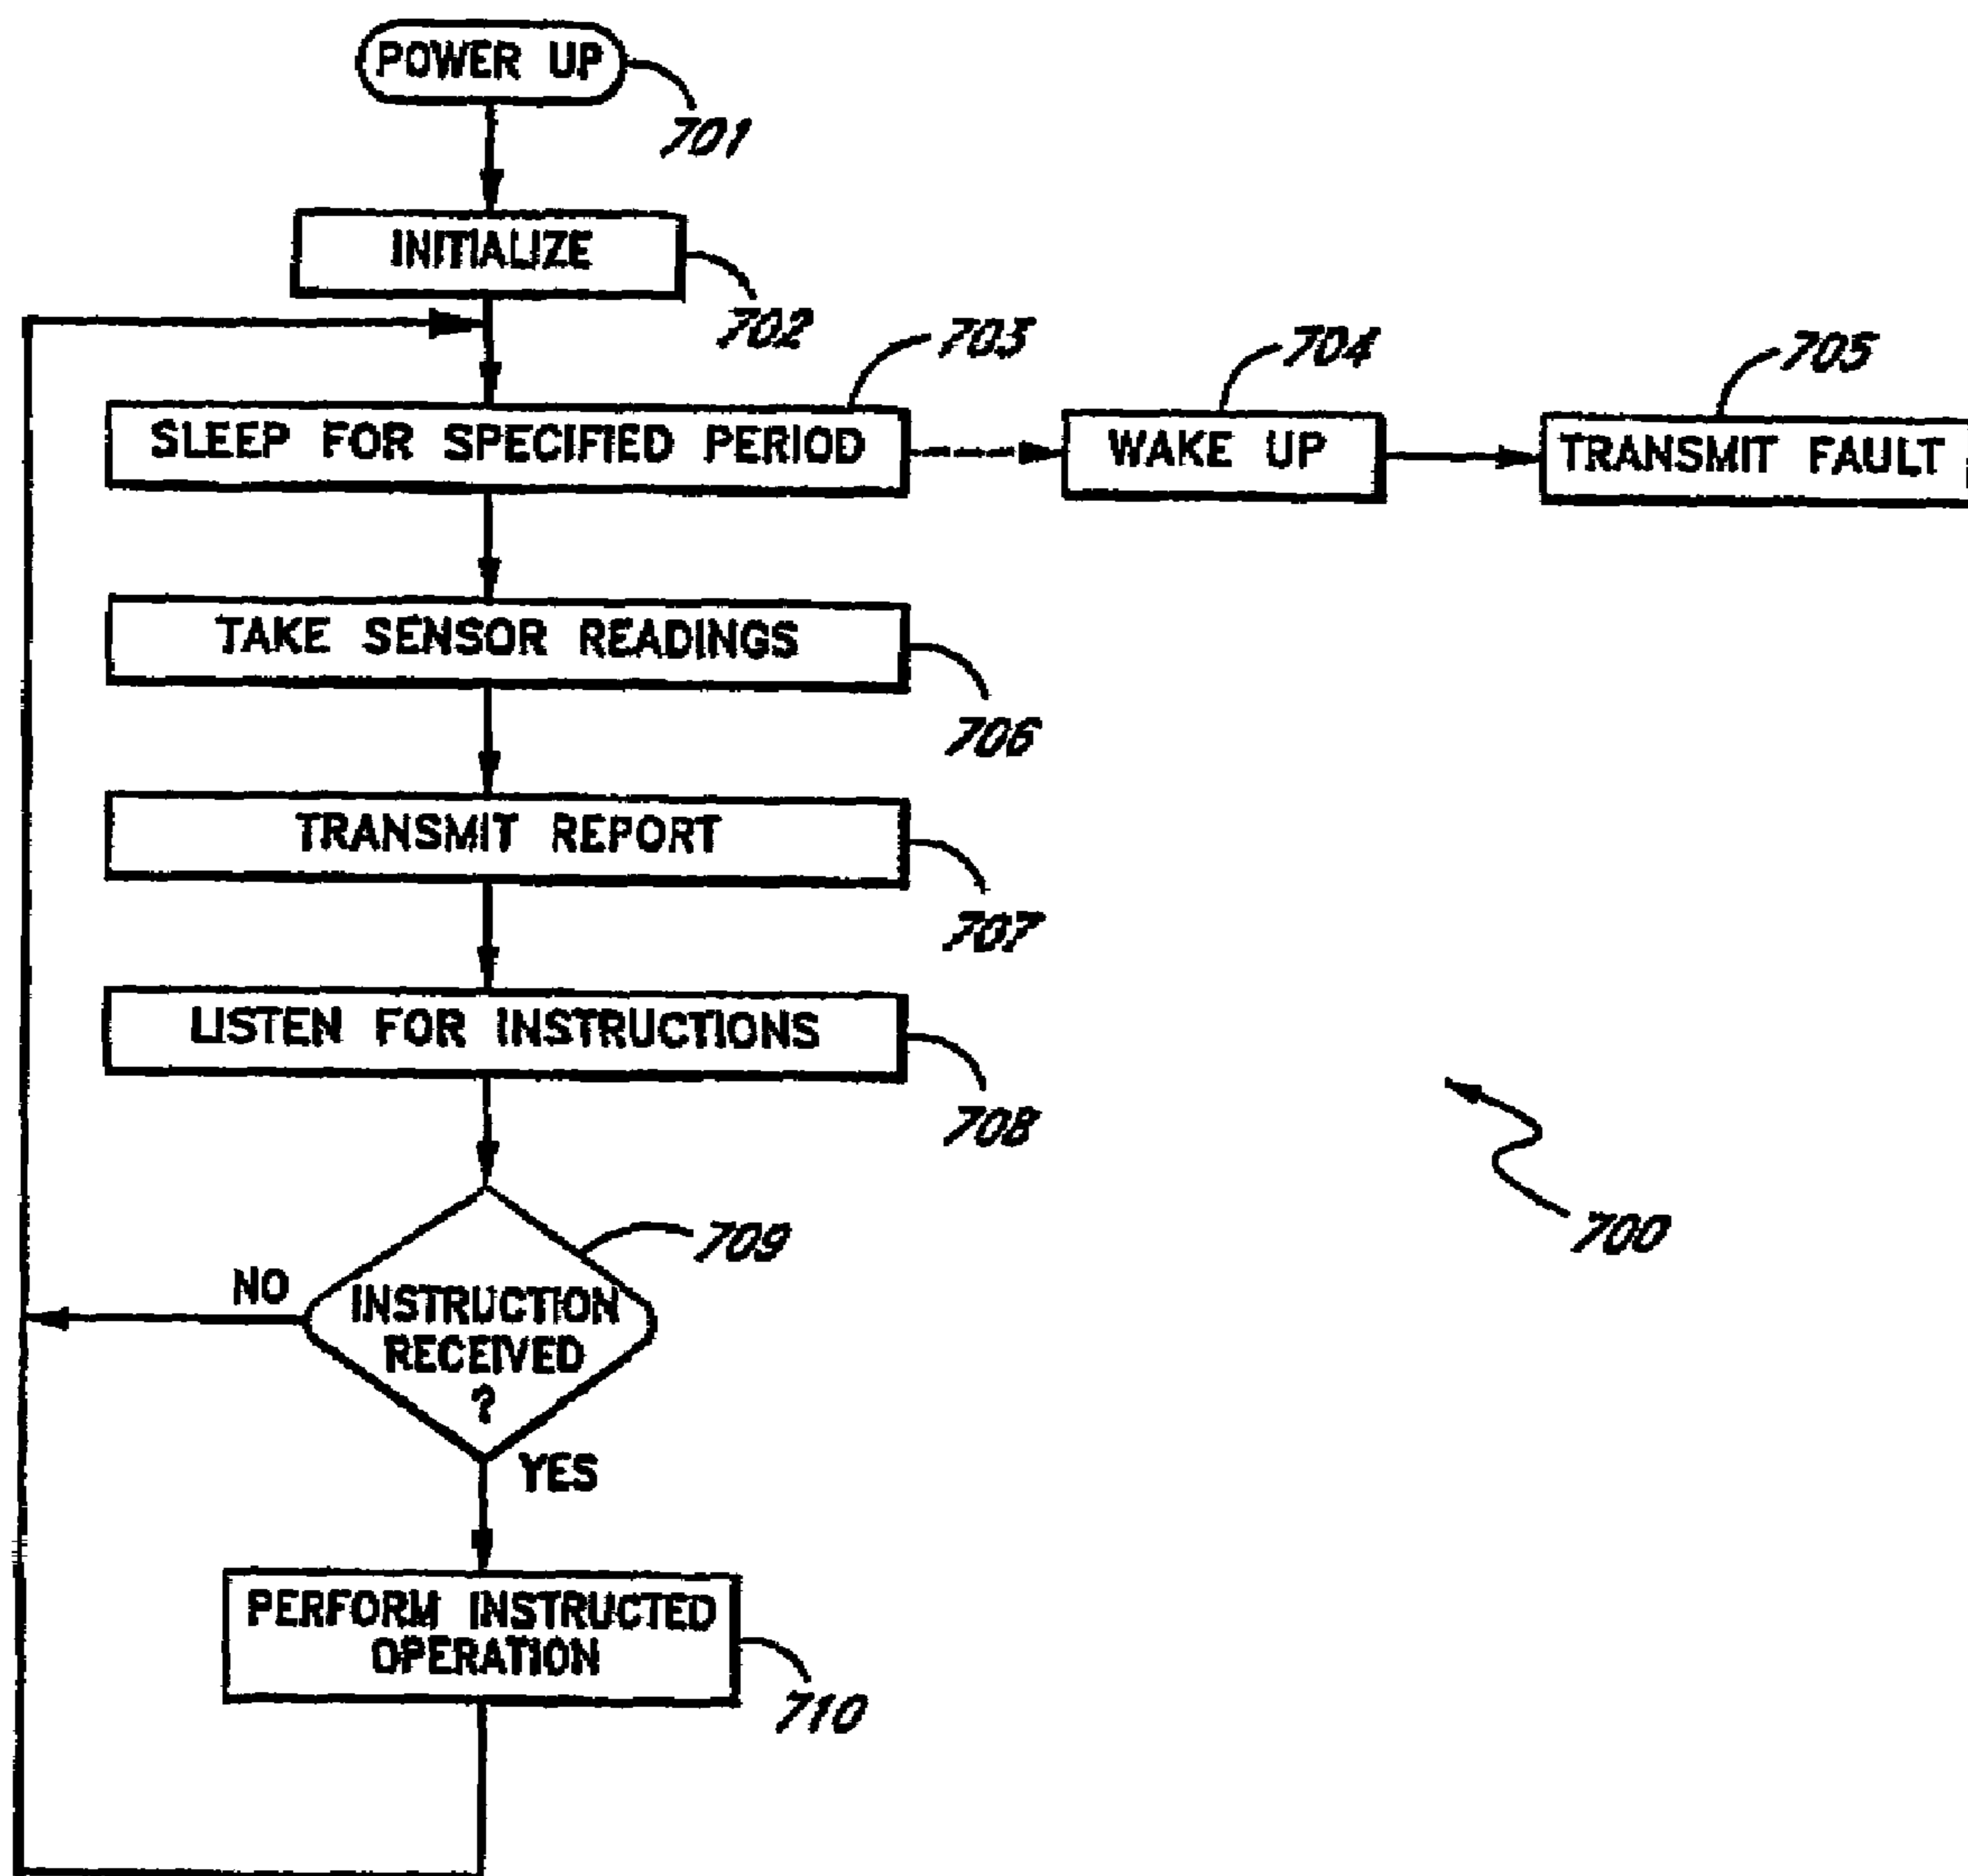 POWER UP
701
INITIALIZE
702
703
704
705
SLEEP FOR SPECIFIED PERIOD
WAKE UP
TRANSMIT FAULT
TAKE SENSOR READINGS
706
TRANSMIT REPORT
707
LISTEN FOR INSTRUCTIONS
708
709
700
NO
INSTRUCTION
RECEIVED
?
YES
PERFORM INSTRUCTED
OPERATION
710